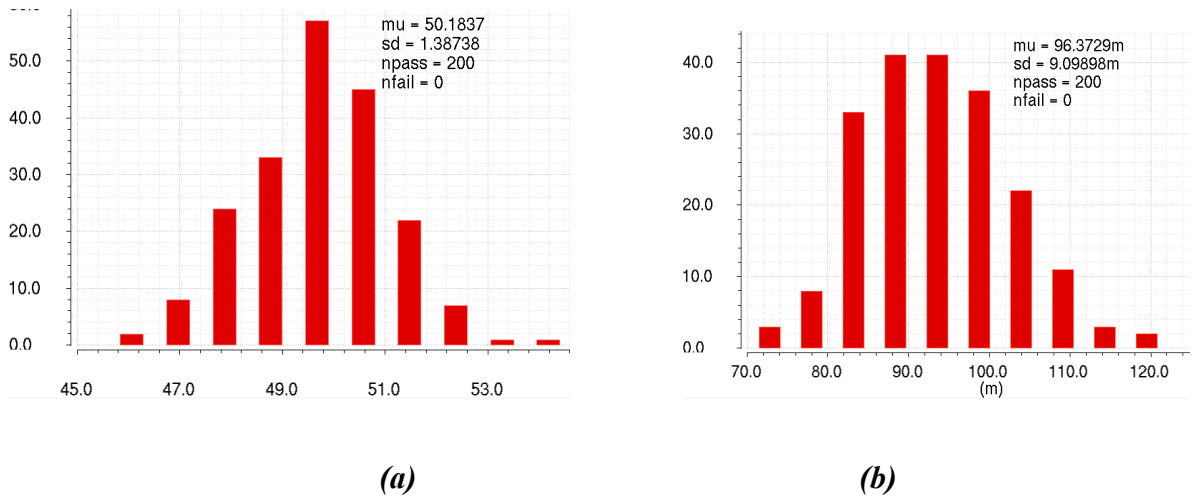 mu = 50.1837
sd = 1.38738
npass = 200
nfail = 0
50.0
40.0
30.0
20.0
10.0
0.0
45.0 47.0 49.0 51.0 53.0
(a)
mu = 96.3729m
sd = 9.09898m
npass = 200
nfail = 0
40.0
30.0
20.0
10.0
0.0
70.0 80.0 90.0 100.0 110.0 120.0
(m)
(b)